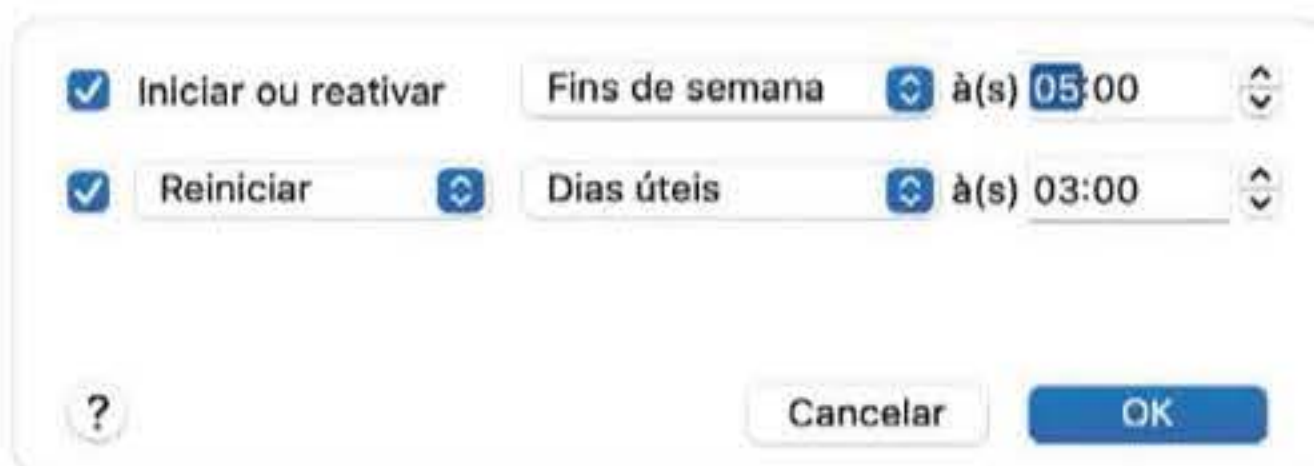 Iniciar ou reativar Fins de semana à(s) 05:00
Reiniciar Dias úteis à(s) 03:00
? Cancelar OK